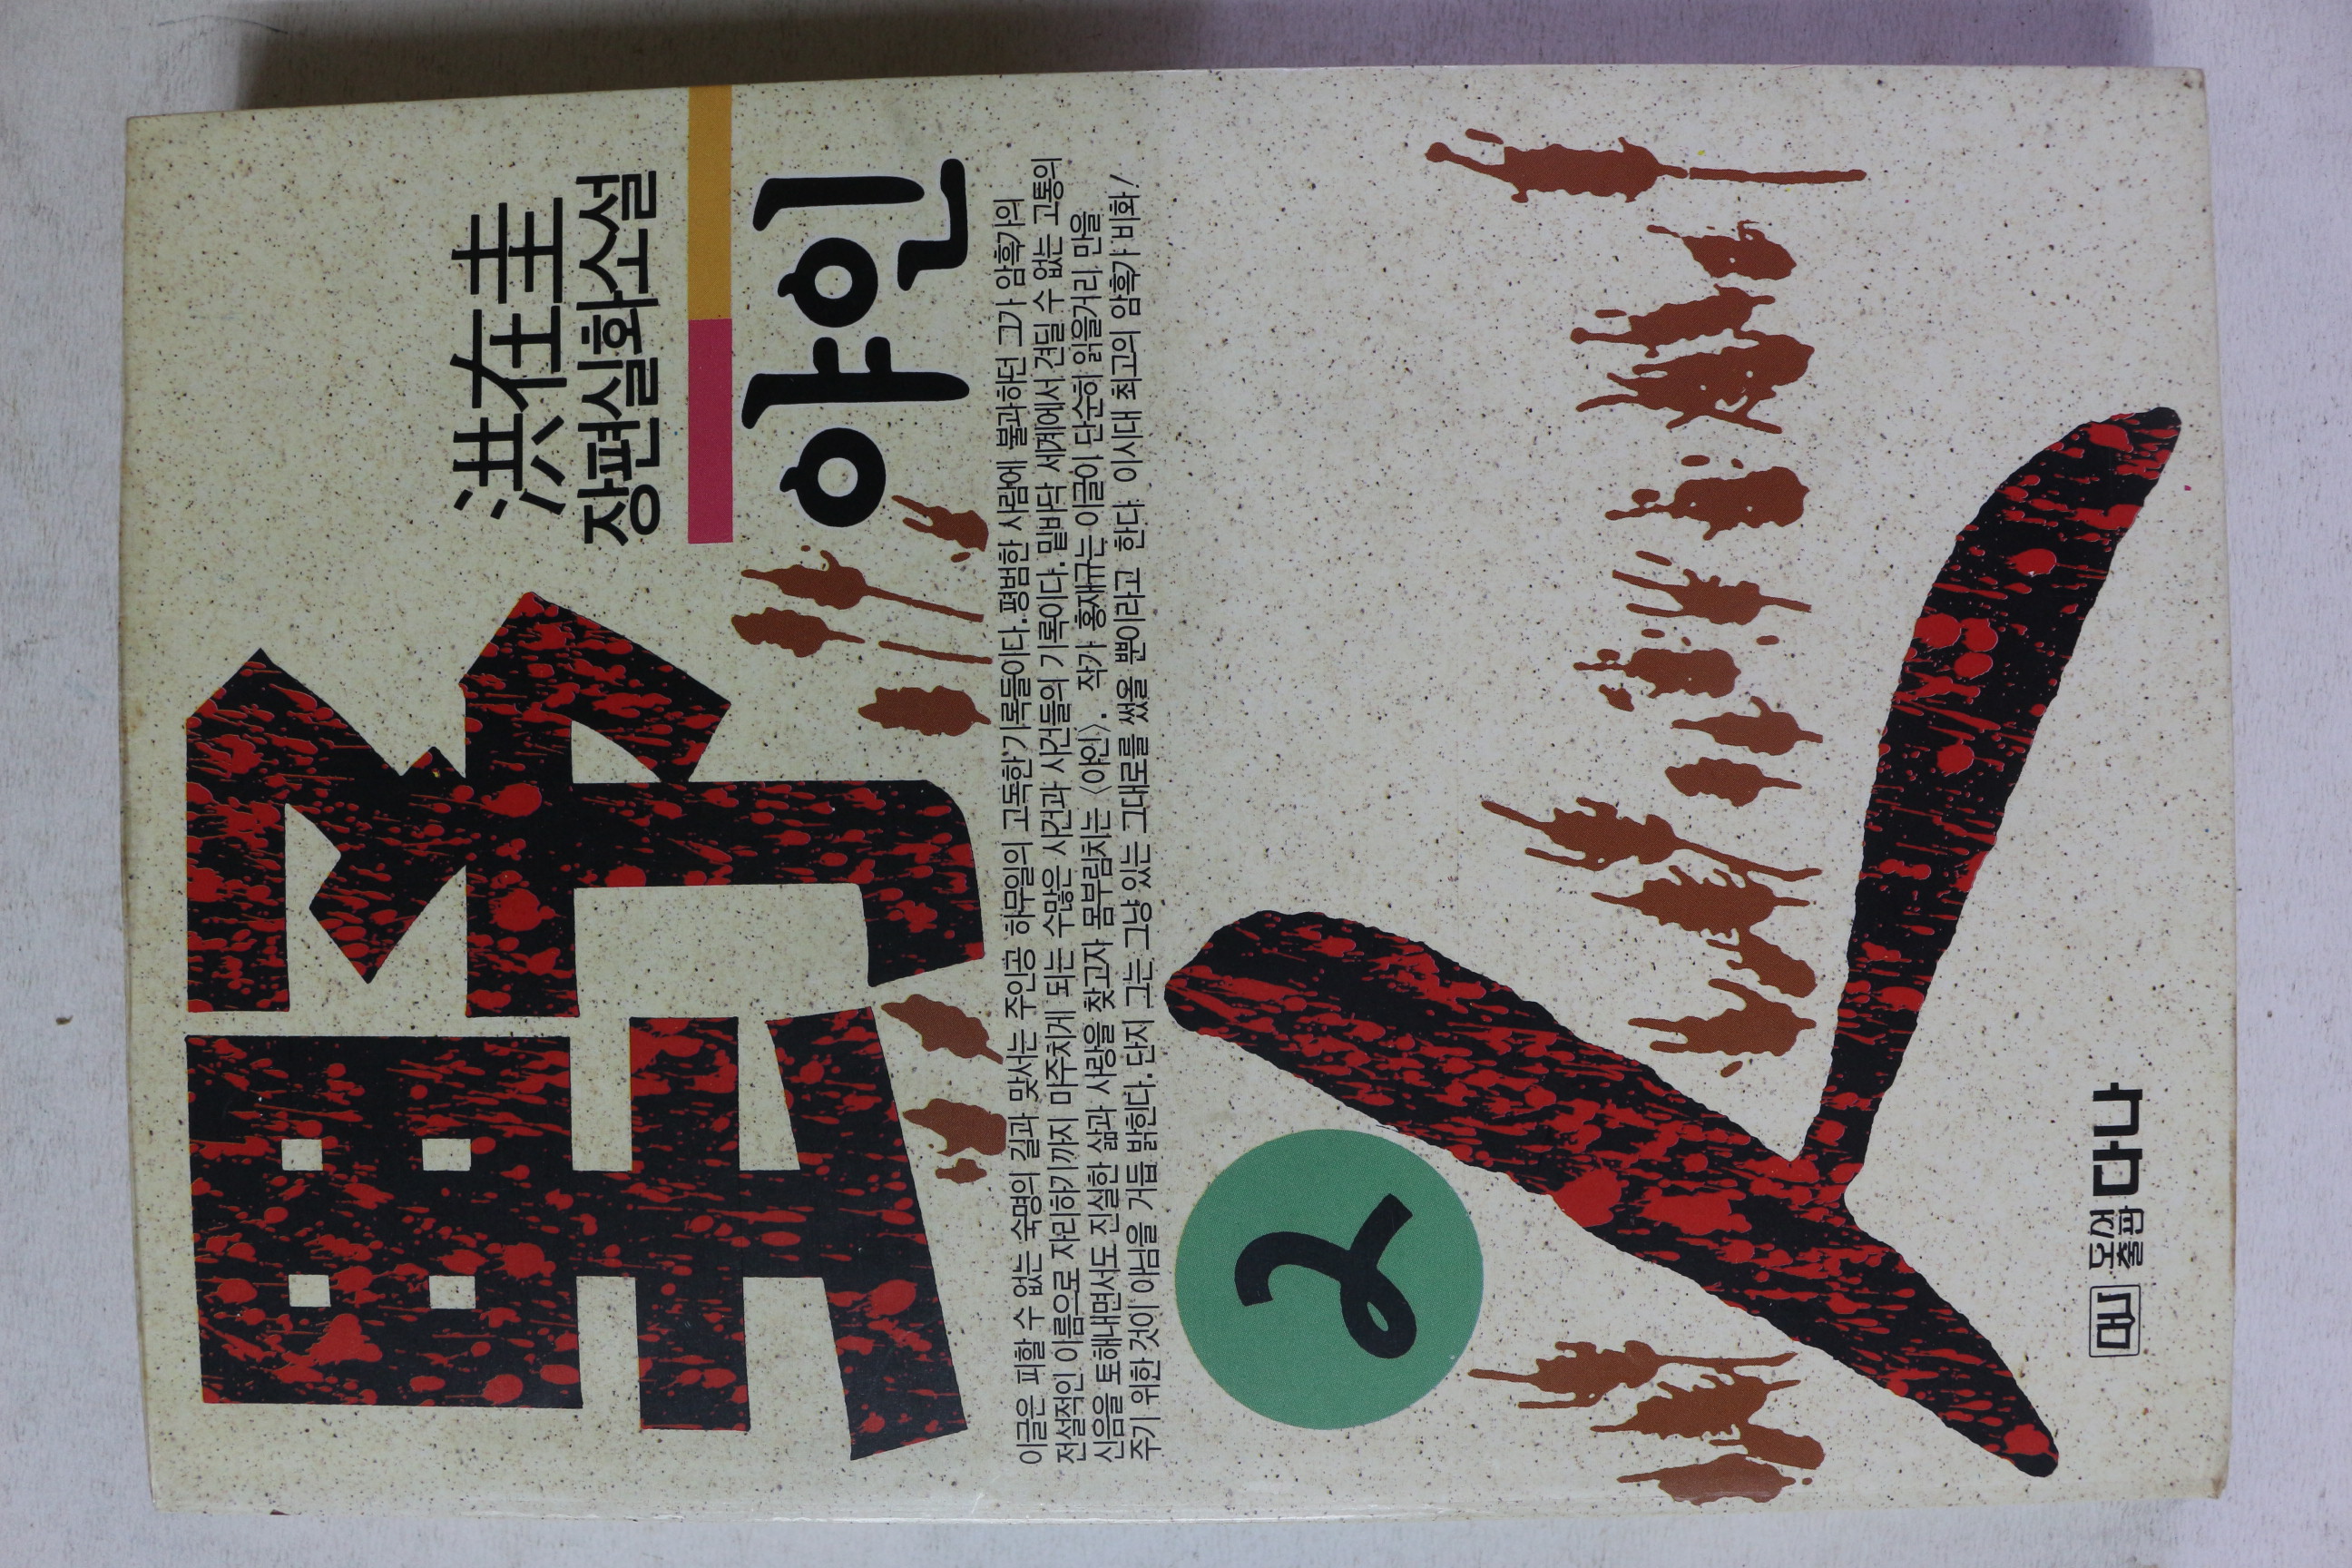 洪在圭
장편실화소설
野人
야인
이글은 피할 수 없는 숙명의 길과 맞서는 주인공 하무일의 고독한 기록들이다. 평범한 사람에 불과하던 그가 암흑가의
전설적인 이름으로 자리하기까지 마주치게 되는 수많은 사건과 사건들의 기록이다. 밑바닥 세계에서 견딜 수 없는 고통의
신음을 토해내면서도 진실한 삶과 사랑을 찾고자 몸부림치는 〈야인〉. 작가 홍재규는 이글이 단순히 읽을거리 만을
주기 위한 것이 아님을 거듭 밝힌다. 단지 그는 그냥 있는 그대로를 썼을 뿐이라고 한다. 이시대 최고의 암흑가 비화!
2
도서
출판 다나